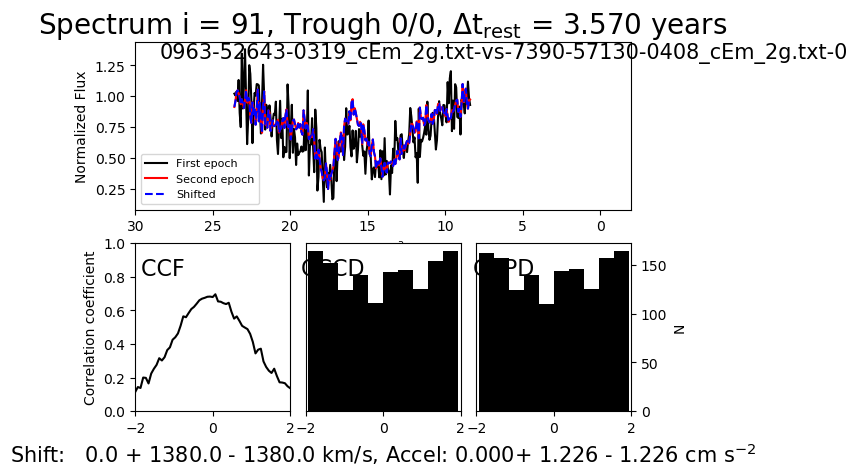 Spectrum i = 91, Trough 0/0, Δt_rest = 3.570 years
0963-52643-0319_cEm_2g.txt-vs-7390-57130-0408_cEm_2g.txt-0
Normalized Flux
1.25
1.00
0.75
0.50
0.25
First epoch
Second epoch
Shifted
30 25 20 15 10 5 0
Correlation coefficient
1.0
0.8
0.6
0.4
0.2
0.0
CCF
−2 0 2
−2 0 2
−2 0 2
150
100
50
0
N
Shift: 0.0 + 1380.0 - 1380.0 km/s, Accel: 0.000+ 1.226 - 1.226 cm s⁻²